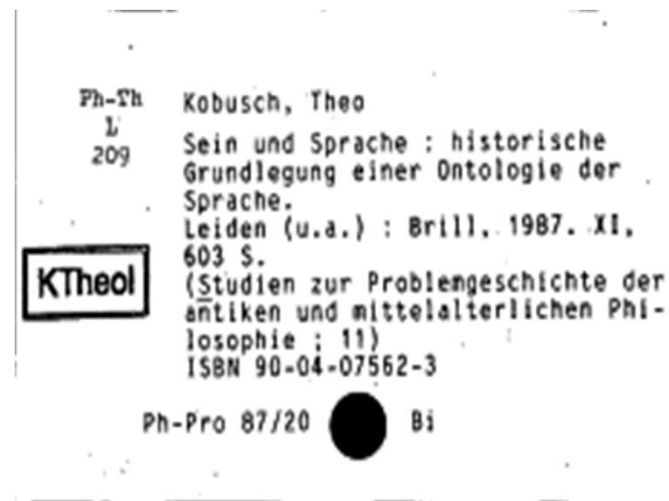 Ph-Th
L
209
Kobusch, Theo
Sein und Sprache : historische
Grundlegung einer Ontologie der
Sprache.
Leiden (u.a.) : Brill, 1987. XI,
603 S.
(Studien zur Problemgeschichte der
antiken und mittelalterlichen Phi-
losophie ; 11)
ISBN 90-04-07562-3
KTheol
Ph-Pro 87/20 Bi